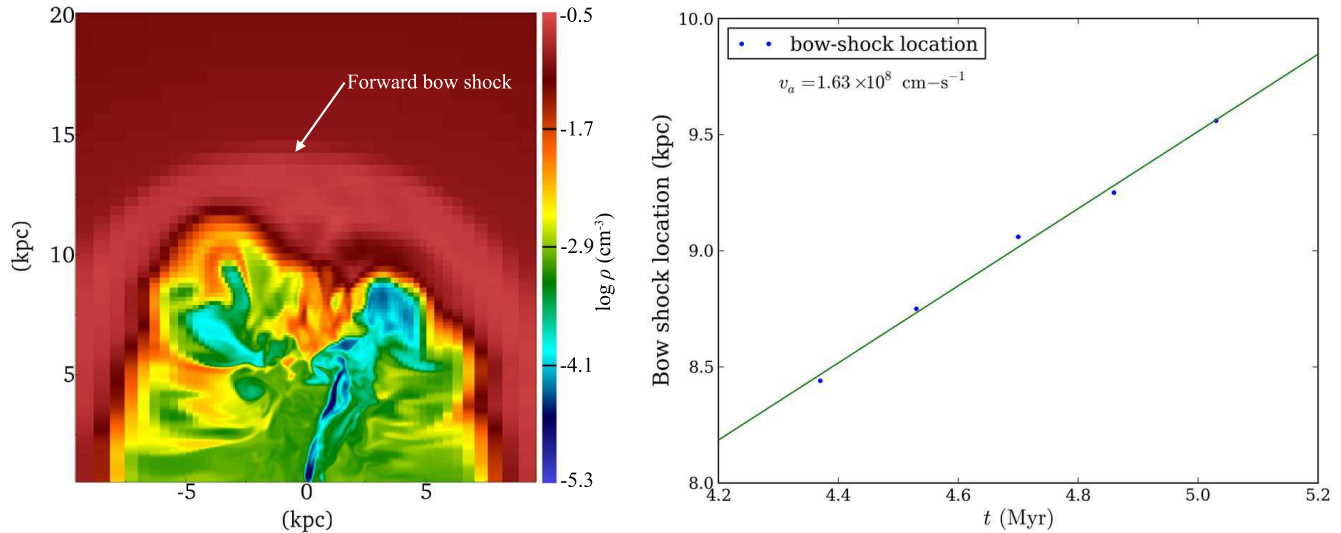 20
15
10
5
(kpc)
-5
0
5
(kpc)
Forward bow shock
-0.5
-1.7
-2.9
-4.1
-5.3
log ρ (cm⁻³)
10.0
9.5
9.0
8.5
8.0
Bow shock location (kpc)
bow-shock location
v_a = 1.63 ×10⁸ cm−s⁻¹
4.2 4.4 4.6 4.8 5.0 5.2
t (Myr)